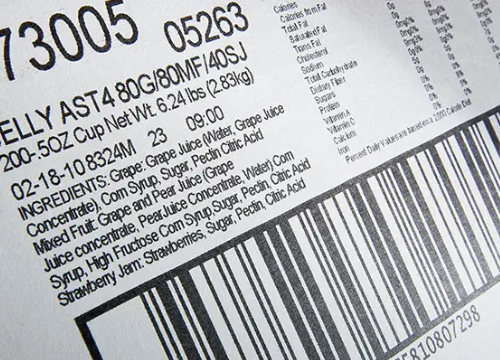 73005 05263
ELLY AST4 80G/80MF/40SJ
200-.5OZ Cup Net Wt. 6.24 lbs (2.83kg)
02-18-10 8324M 23 09:00
INGREDIENTS: Grape: Grape Juice (Water, Grape Juice
Concentrate), Corn Syrup, Sugar, Pectin, Citric Acid
Mixed Fruit: Grape and Pear Juice (Grape
Juice concentrate, Pear Juice Concentrate, Water) Corn
Syrup, High Fructose Corn Syrup, Sugar, Pectin, Citric Acid
Strawberry Jam: Strawberries, Sugar, Pectin, Citric Acid
Calories
Calories from Fat
Total Fat
Saturated Fat
Trans Fat
Cholesterol
Sodium
Total Carbohydrate
Dietary Fiber
Sugars
Protein
Vitamin A
Vitamin C
Calcium
Iron
Percent Daily Values are based on a 2,000 Calorie Diet
5810807298